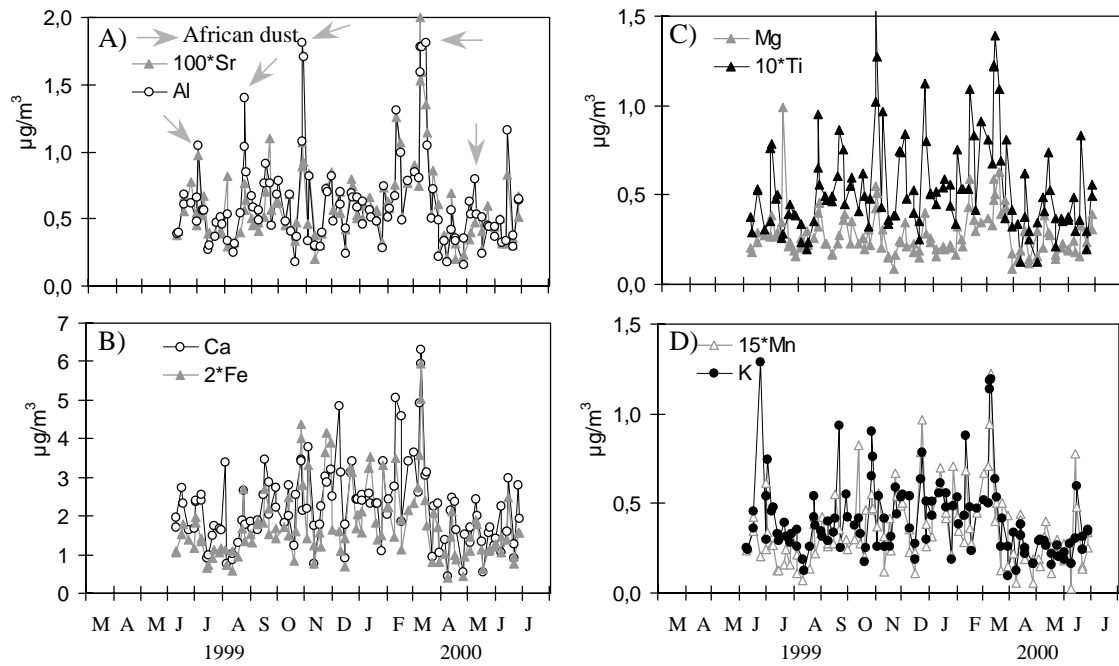 A)
African dust
100*Sr
Al
µg/m³
2,0
1,5
1,0
0,5
0,0
C)
Mg
10*Ti
µg/m³
1,5
1,0
0,5
0,0
B)
Ca
2*Fe
µg/m³
7
6
5
4
3
2
1
0
M A M J J A S O N D J F M A M J J
1999 2000
D)
15*Mn
K
µg/m³
1,5
1,0
0,5
0,0
M A M J J A S O N D J F M A M J J
1999 2000